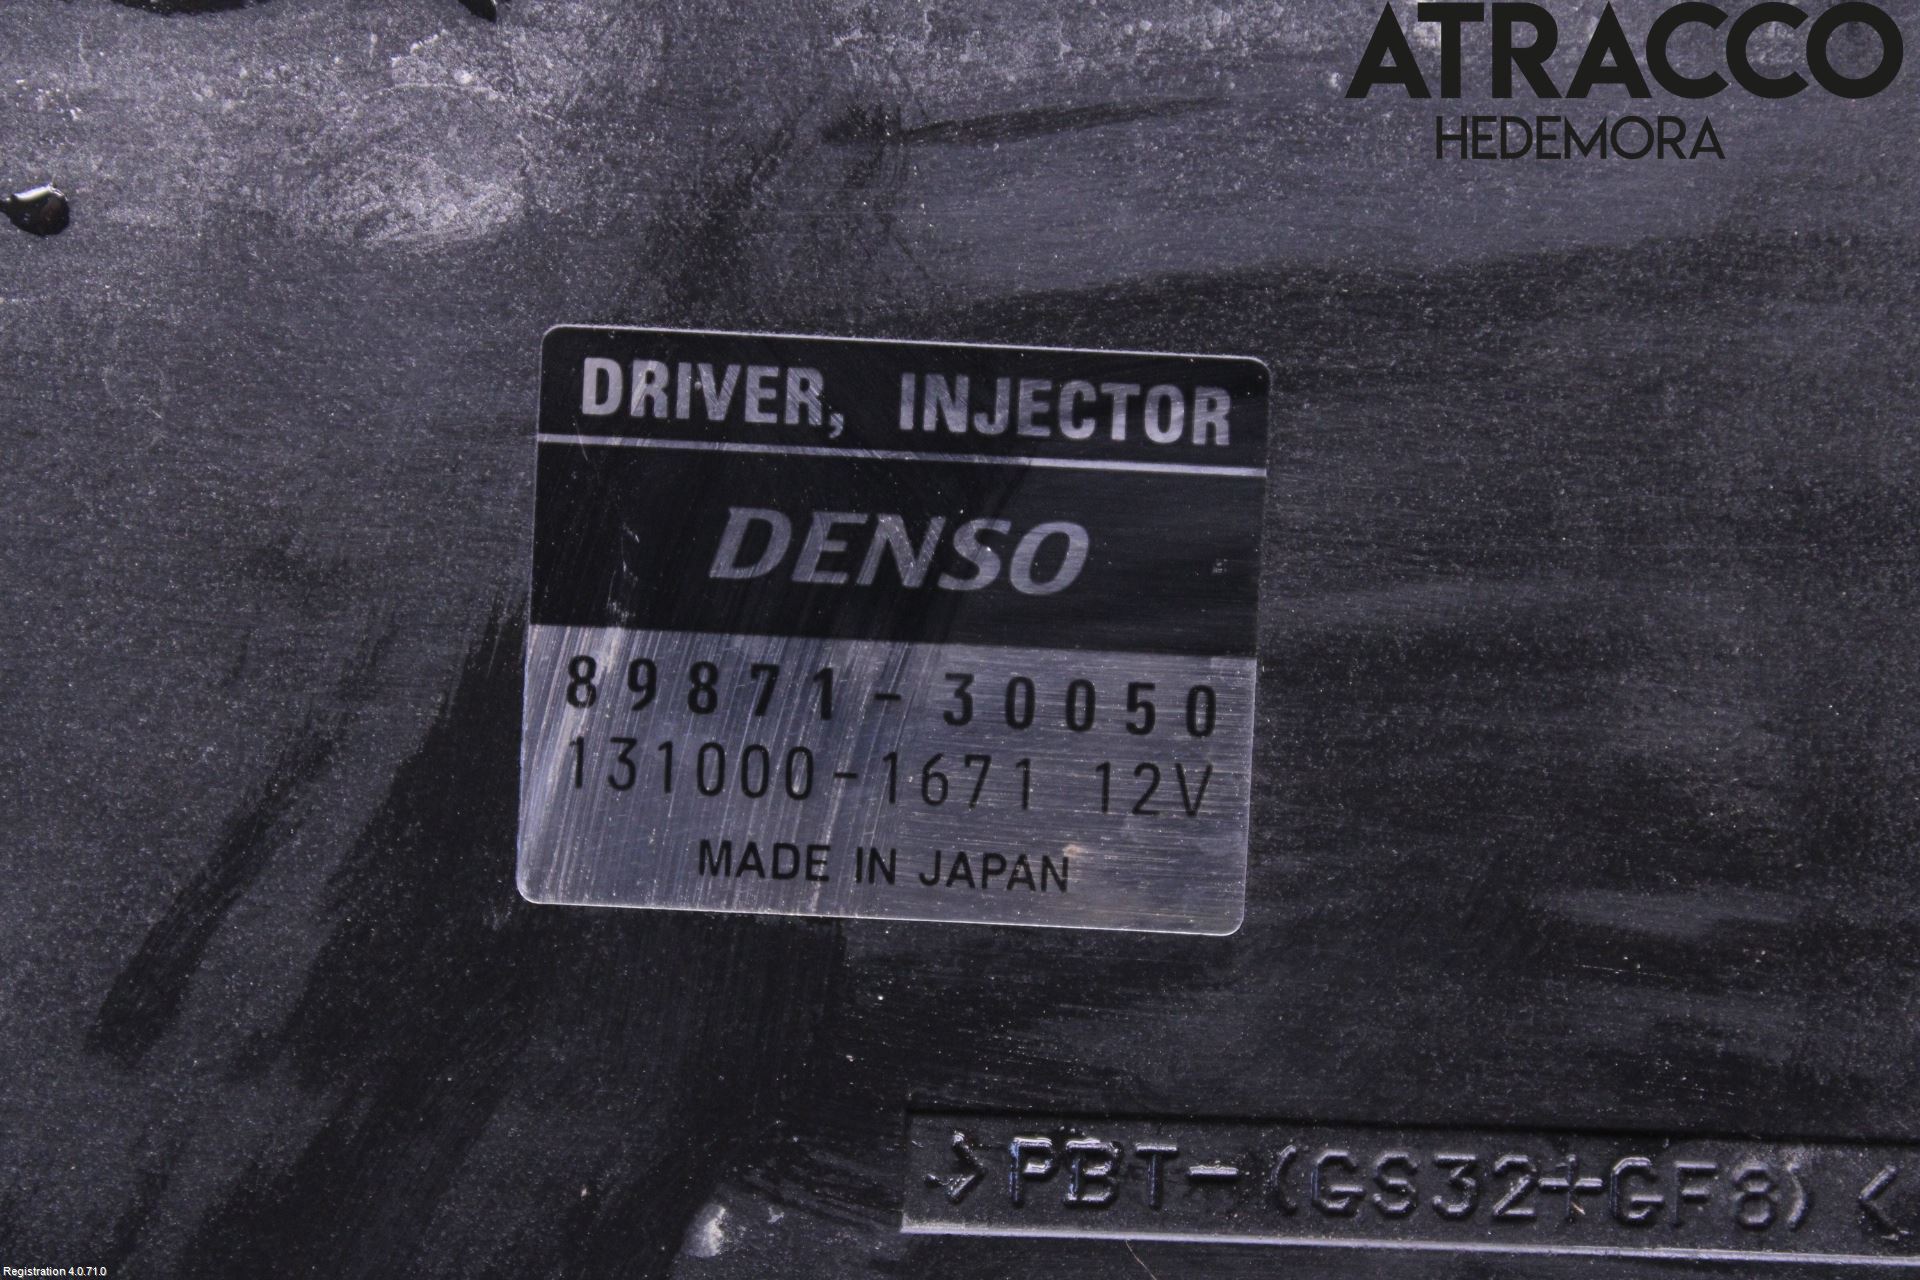 ATRACCO
HEDEMORA
DRIVER, INJECTOR
DENSO
89871-30050
131000-1671 12V
MADE IN JAPAN
>PBT-(GS32+GF8)<
Registration 4.0.71.0